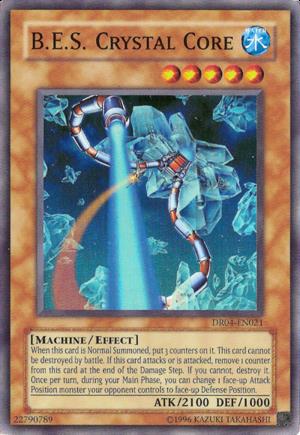 B.E.S. CRYSTAL CORE
WATER
水
DR04-EN021
[MACHINE / EFFECT]
When this card is Normal Summoned, put 3 counters on it. This card cannot
be destroyed by battle. If this card attacks or is attacked, remove 1 counter
from this card at the end of the Damage Step. If you cannot, destroy it.
Once per turn, during your Main Phase, you can change 1 face-up Attack
Position monster your opponent controls to face-up Defense Position.
ATK/2100 DEF/1000
22790789
©1996 KAZUKI TAKAHASHI